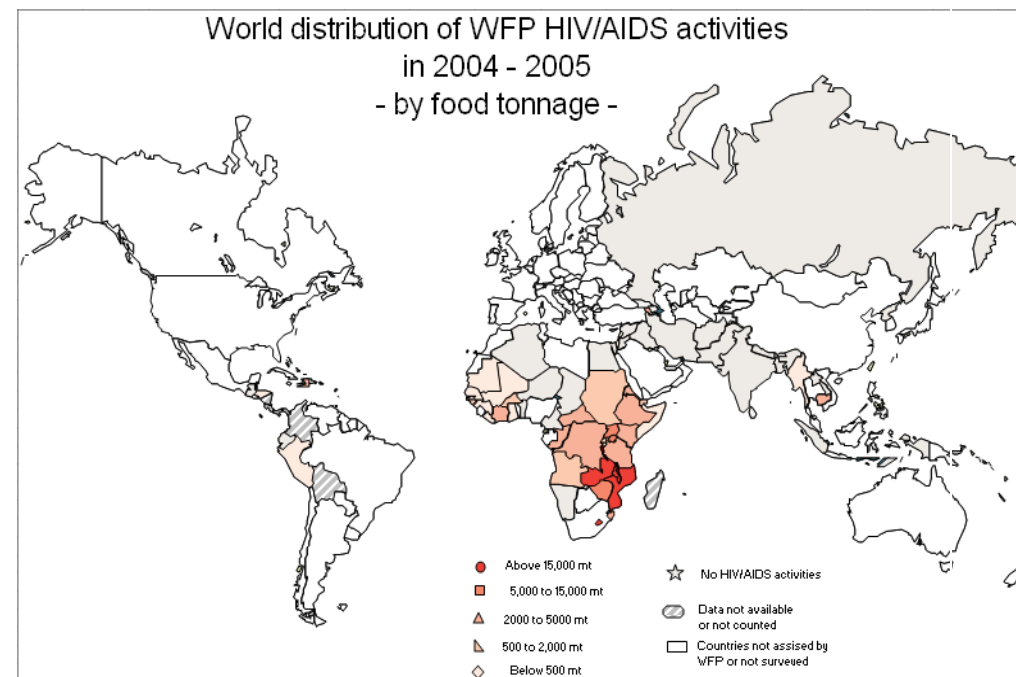 World distribution of WFP HIV/AIDS activities
in 2004 - 2005
- by food tonnage -
Above 15,000 mt
5,000 to 15,000 mt
2000 to 5000 mt
500 to 2,000 mt
Below 500 mt
No HIV/AIDS activities
Data not available
or not counted
Countries not assised by
WFP or not surveyed